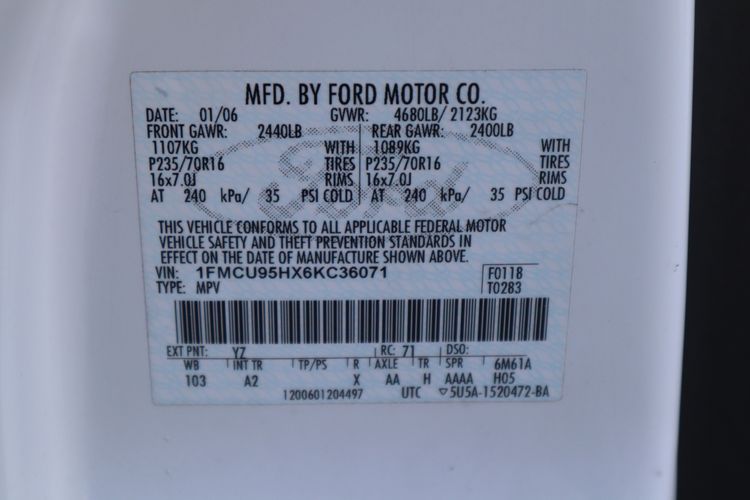 MFD. BY FORD MOTOR CO.
DATE: 01/06 GVWR: 4680LB/ 2123KG
FRONT GAWR: 2440LB REAR GAWR: 2400LB
1107KG WITH 1089KG WITH
P235/70R16 TIRES P235/70R16 TIRES
16x7.0J RIMS 16x7.0J RIMS
AT 240 kPa/ 35 PSI COLD AT 240 kPa/ 35 PSI COLD
Ford
THIS VEHICLE CONFORMS TO ALL APPLICABLE FEDERAL MOTOR
VEHICLE SAFETY AND THEFT PREVENTION STANDARDS IN
EFFECT ON THE DATE OF MANUFACTURE SHOWN ABOVE.
VIN: 1FMCU95HX6KC36071 F0118
TYPE: MPV T0283
EXT PNT: YZ RC: 71 DSO:
WB INT TR TP/PS R AXLE TR SPR 6M61A
103 A2 X AA H AAAA H05
1200601204497 UTC ▽5U5A-1520472-BA